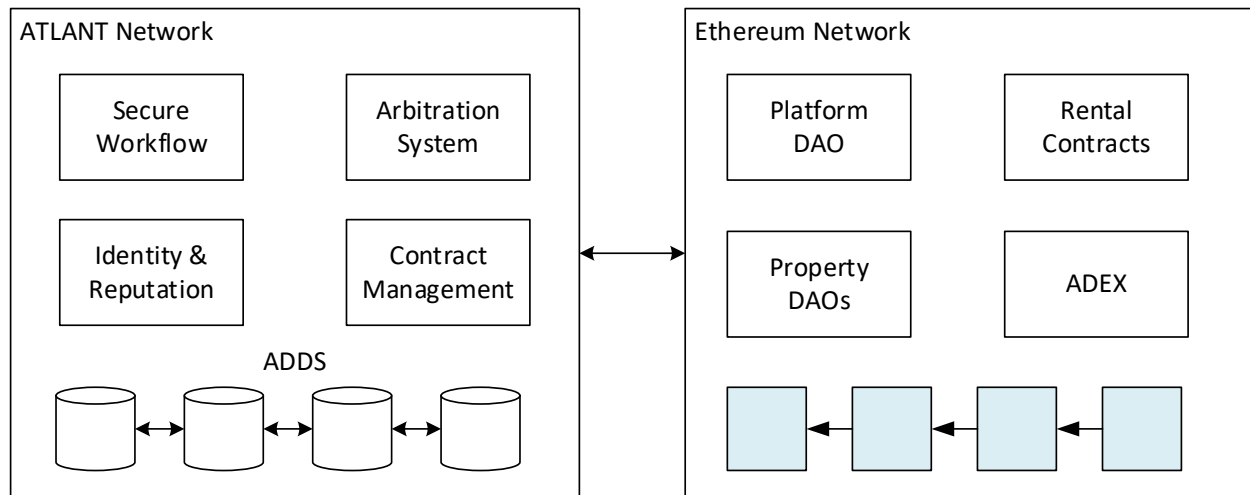 ATLANT Network
Secure
Workflow
Arbitration
System
Identity &
Reputation
Contract
Management
ADDS
Ethereum Network
Platform
DAO
Rental
Contracts
Property
DAOs
ADEX